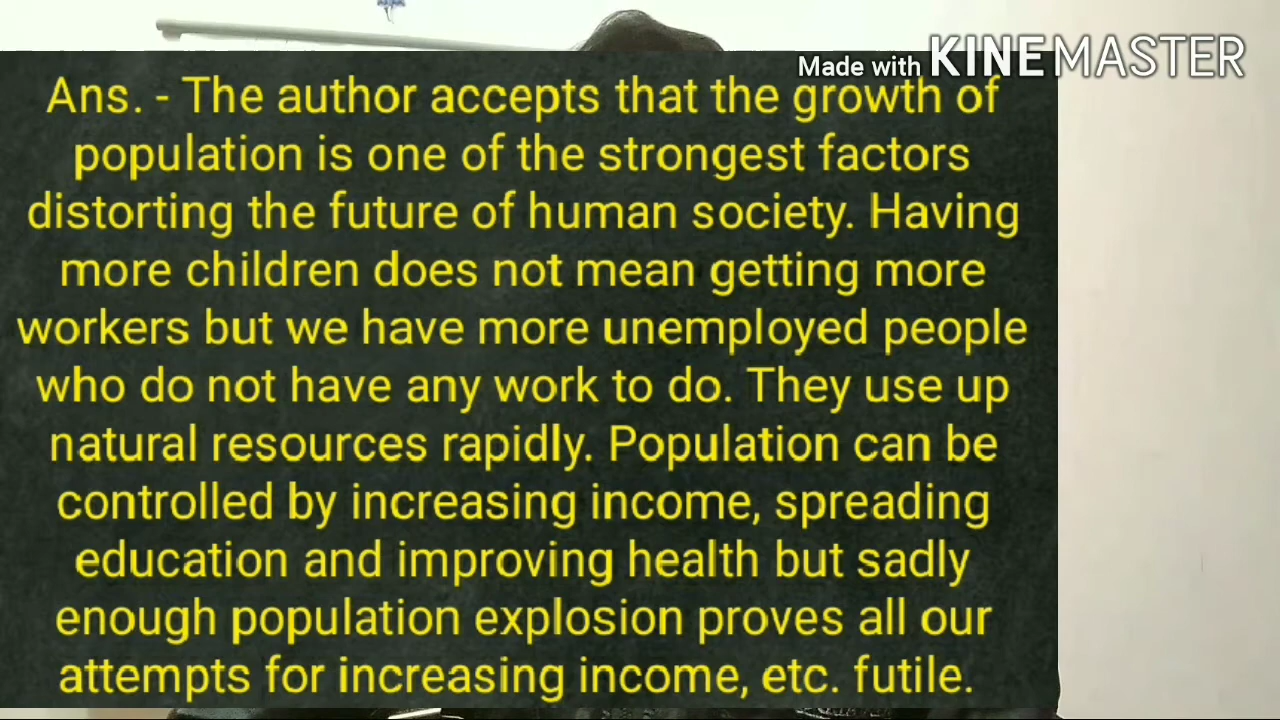 Made with KINEMASTER
Ans. - The author accepts that the growth of
population is one of the strongest factors
distorting the future of human society. Having
more children does not mean getting more
workers but we have more unemployed people
who do not have any work to do. They use up
natural resources rapidly. Population can be
controlled by increasing income, spreading
education and improving health but sadly
enough population explosion proves all our
attempts for increasing income, etc. futile.